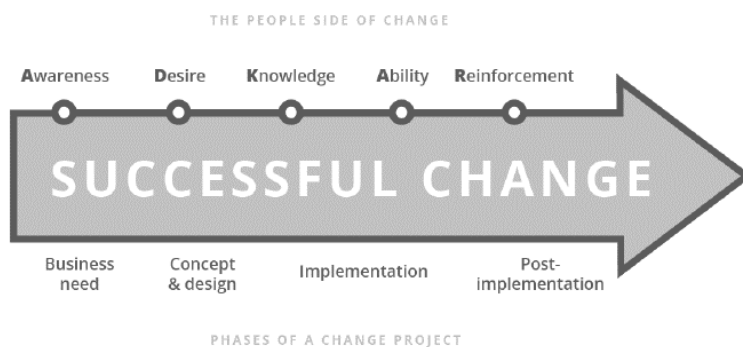 THE PEOPLE SIDE OF CHANGE
Awareness Desire Knowledge Ability Reinforcement
SUCCESSFUL CHANGE
Business need
Concept & design
Implementation
Post-implementation
PHASES OF A CHANGE PROJECT